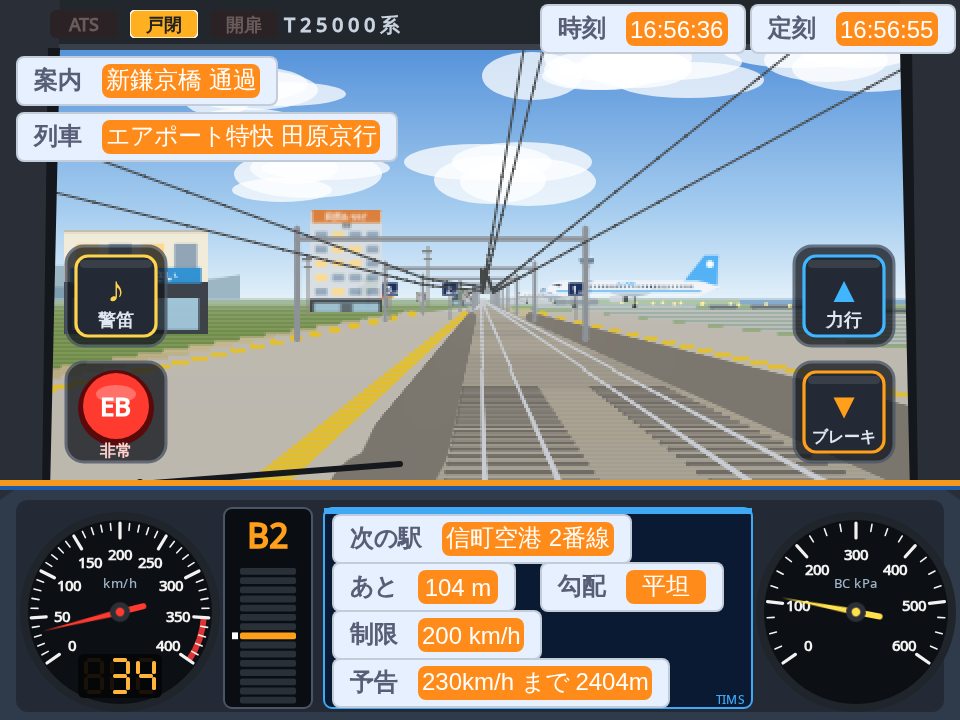 ATS 戸閉 開扉 T25000系
時刻 16:56:36 定刻 16:56:55
案内 新鎌京橋 通過
列車 エアポート特快 田原京行
♪
警笛
▲
力行
EB
非常
▼
ブレーキ
0 50 100 150 200 250 300 350 400
km/h
34
B2
次の駅 信町空港 2番線
あと 104 m 勾配 平坦
制限 200 km/h
予告 230km/h まで 2404m
TIMS
0 100 200 300 400 500 600
BC kPa